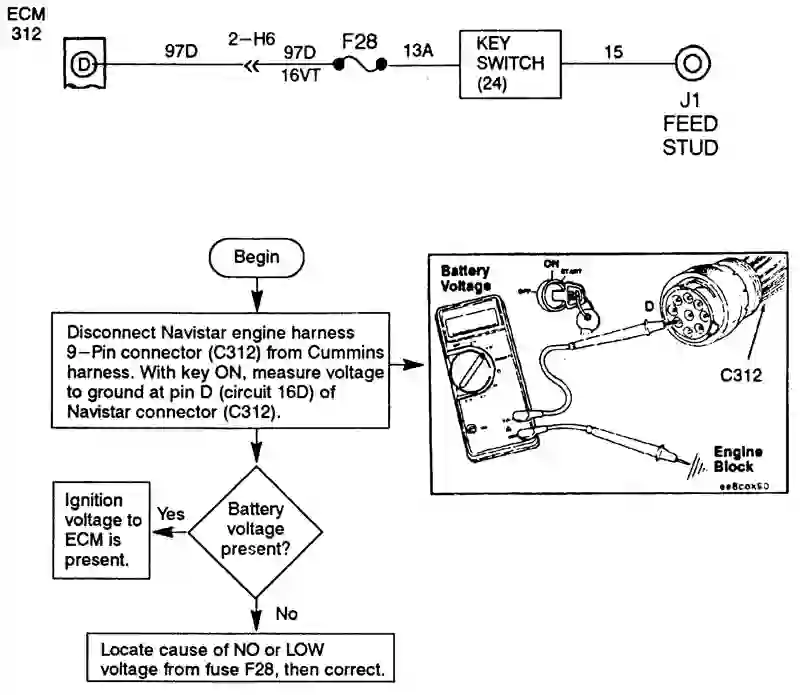 ECM
312
D
97D
2-H6
97D
16VT
F28
13A
KEY
SWITCH
(24)
15
J1
FEED
STUD
Begin
Disconnect Navistar engine harness
9-Pin connector (C312) from Cummins
harness. With key ON, measure voltage
to ground at pin D (circuit 16D) of
Navistar connector (C312).
Battery
voltage
present?
Yes
Ignition
voltage to
ECM is
present.
No
Locate cause of NO or LOW
voltage from fuse F28, then correct.
Battery
Voltage
OFF
ON
START
D
C312
Engine
Block